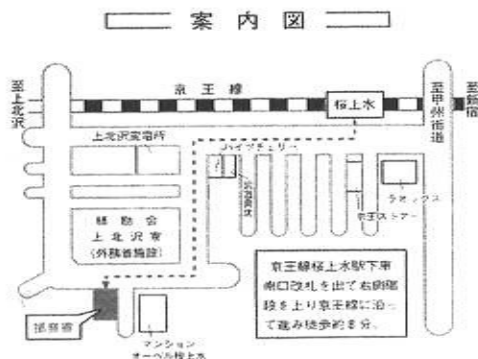 案内図
至上北沢
京王線
桜上水
至甲州街道
至新宿
上北沢変電所
ハイツチェリー
ラオックス
京王ストアー
上北沢寮
(外務省施設)
マンション
オーベル桜上水
京王線桜上水駅下車
南口改札を出て右側階
段を上り京王線に沿っ
て進み徒歩約8分。